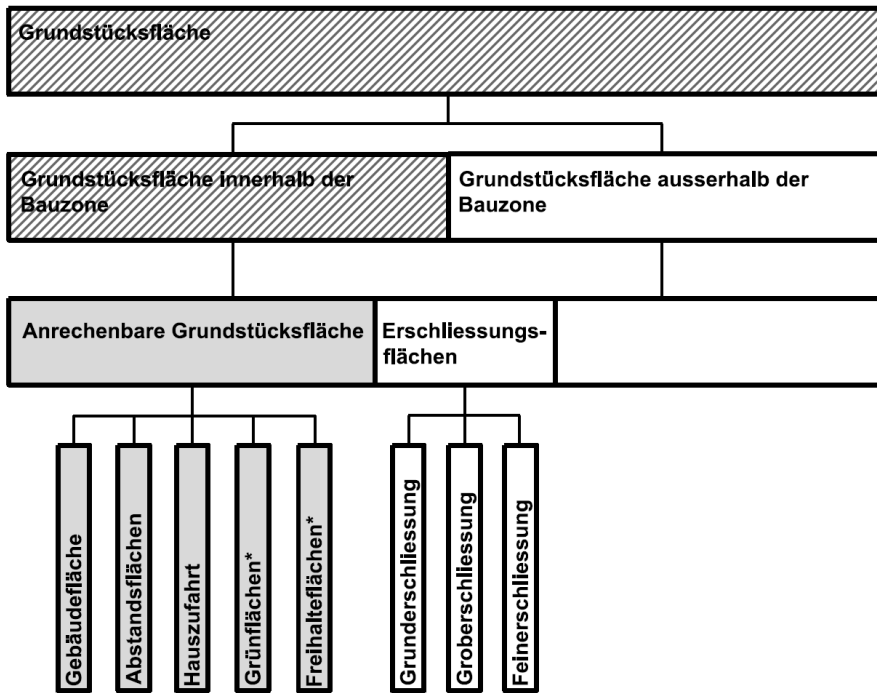 Grundstücksfläche
Grundstücksfläche innerhalb der
Bauzone
Grundstücksfläche ausserhalb der
Bauzone
Anrechenbare Grundstücksfläche
Erschliessungs-
flächen
Gebäudefläche
Abstandsflächen
Hauszufahrt
Grünflächen*
Freihalteflächen*
Grunderschliessung
Groberschliessung
Feinerschliessung